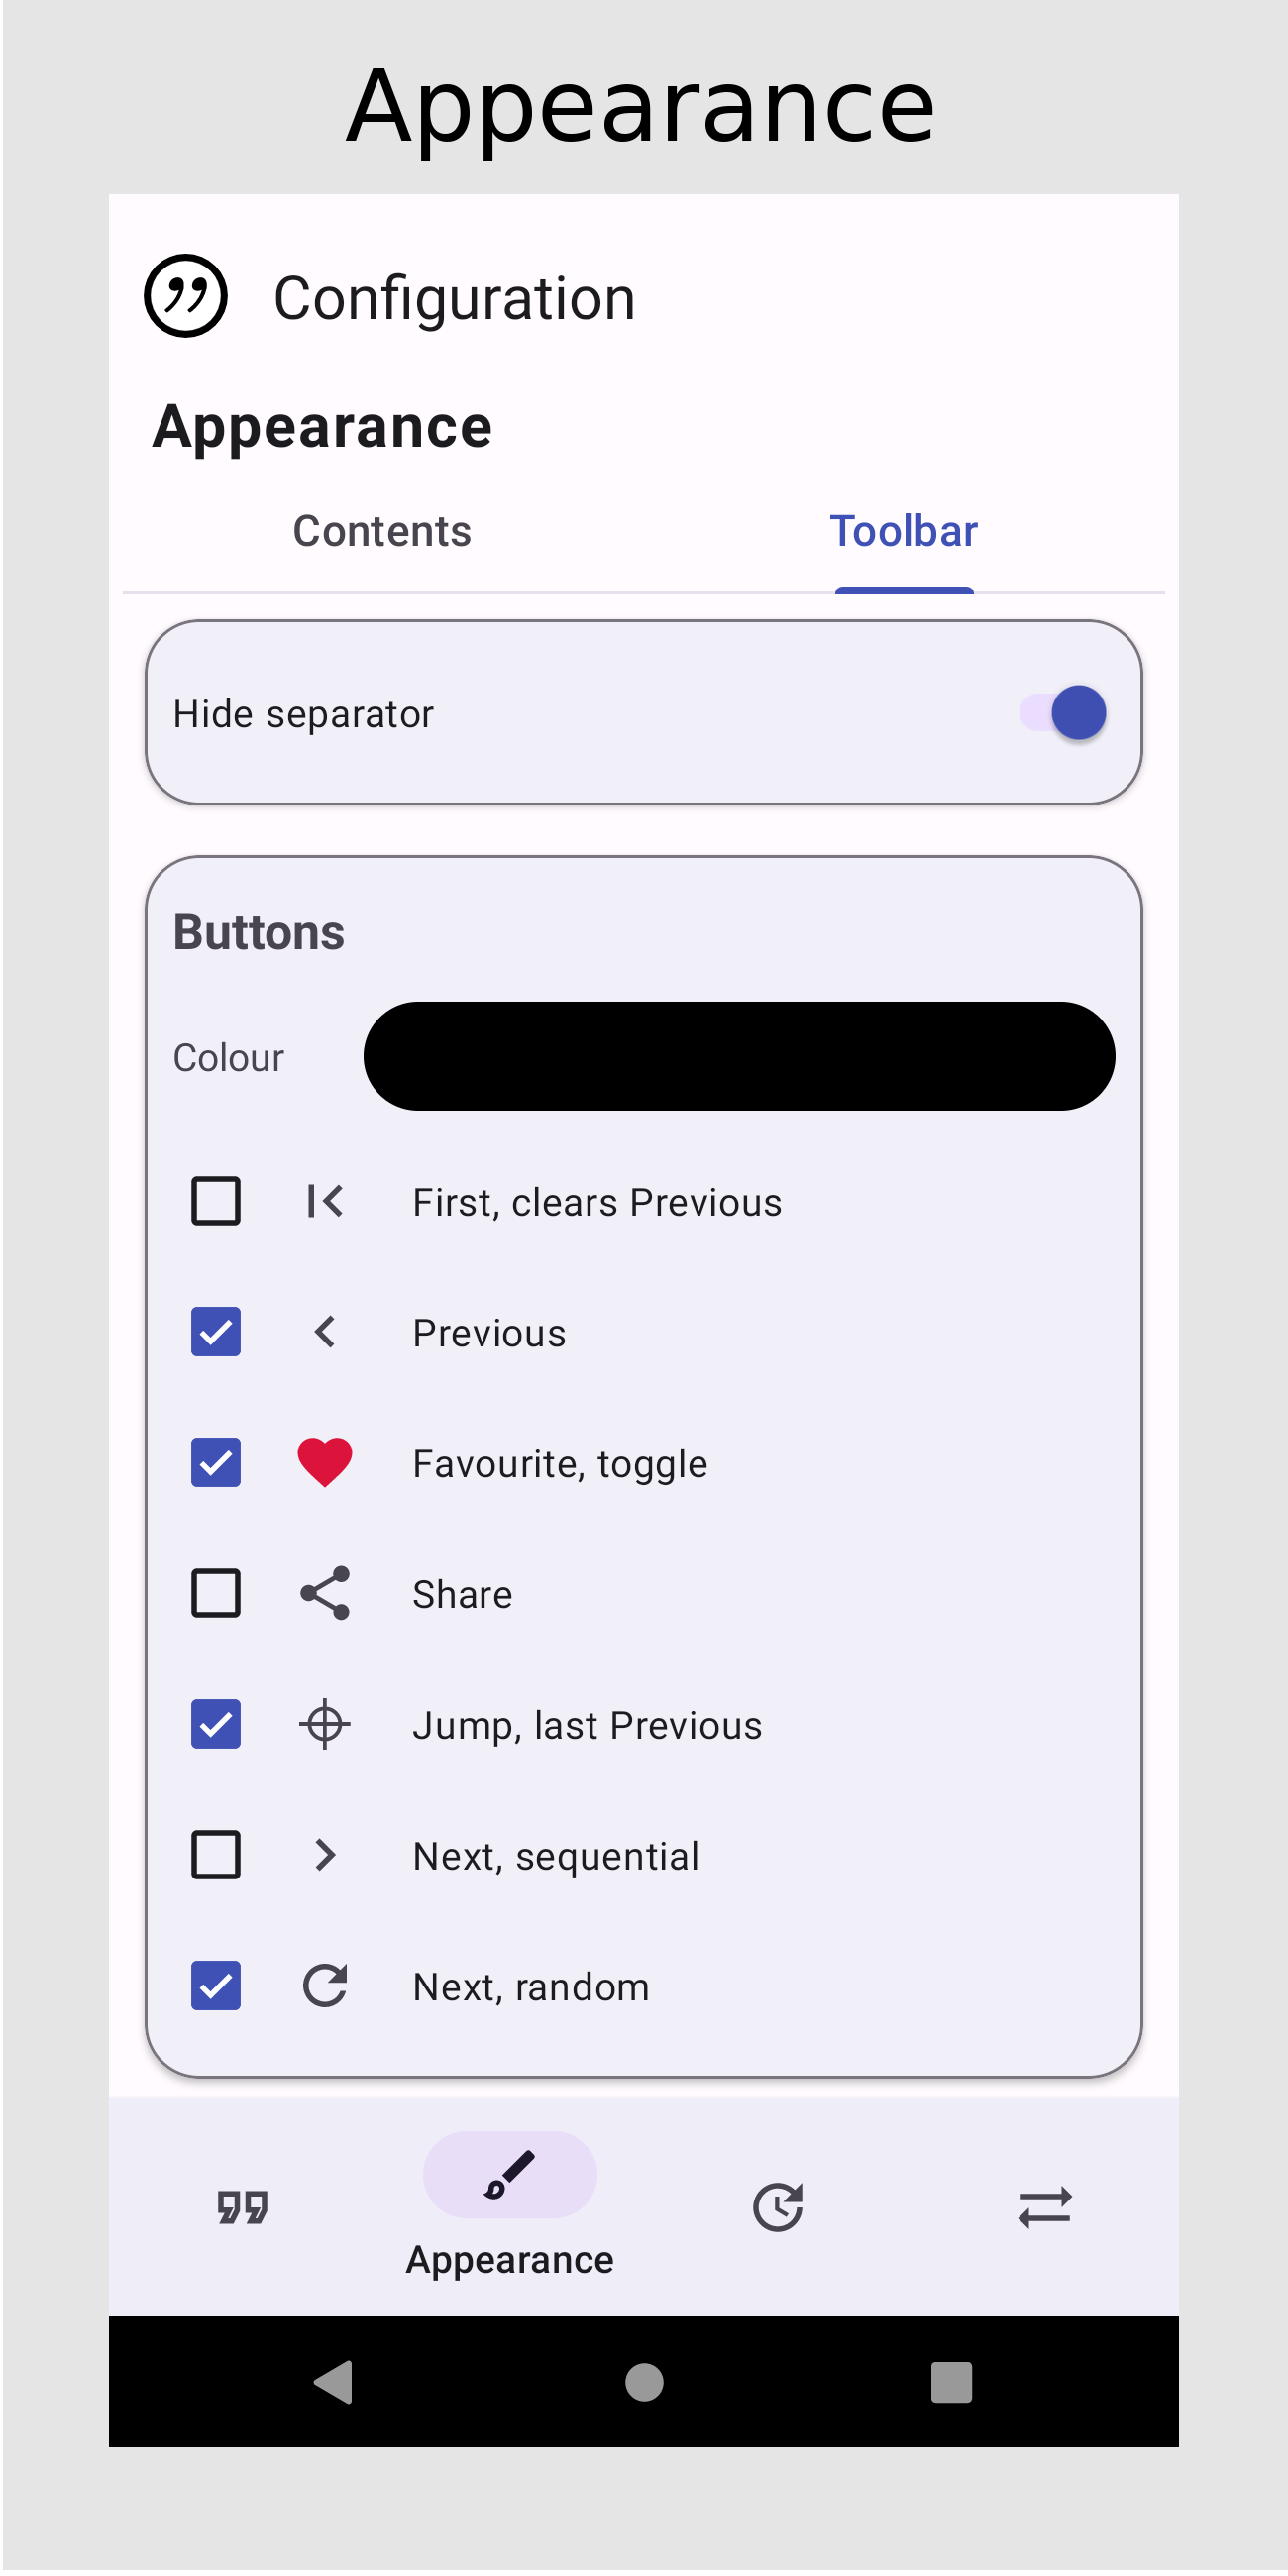 Appearance
Configuration
Appearance
Contents
Toolbar
Hide separator
Buttons
Colour
First, clears Previous
Previous
Favourite, toggle
Share
Jump, last Previous
Next, sequential
Next, random
Appearance